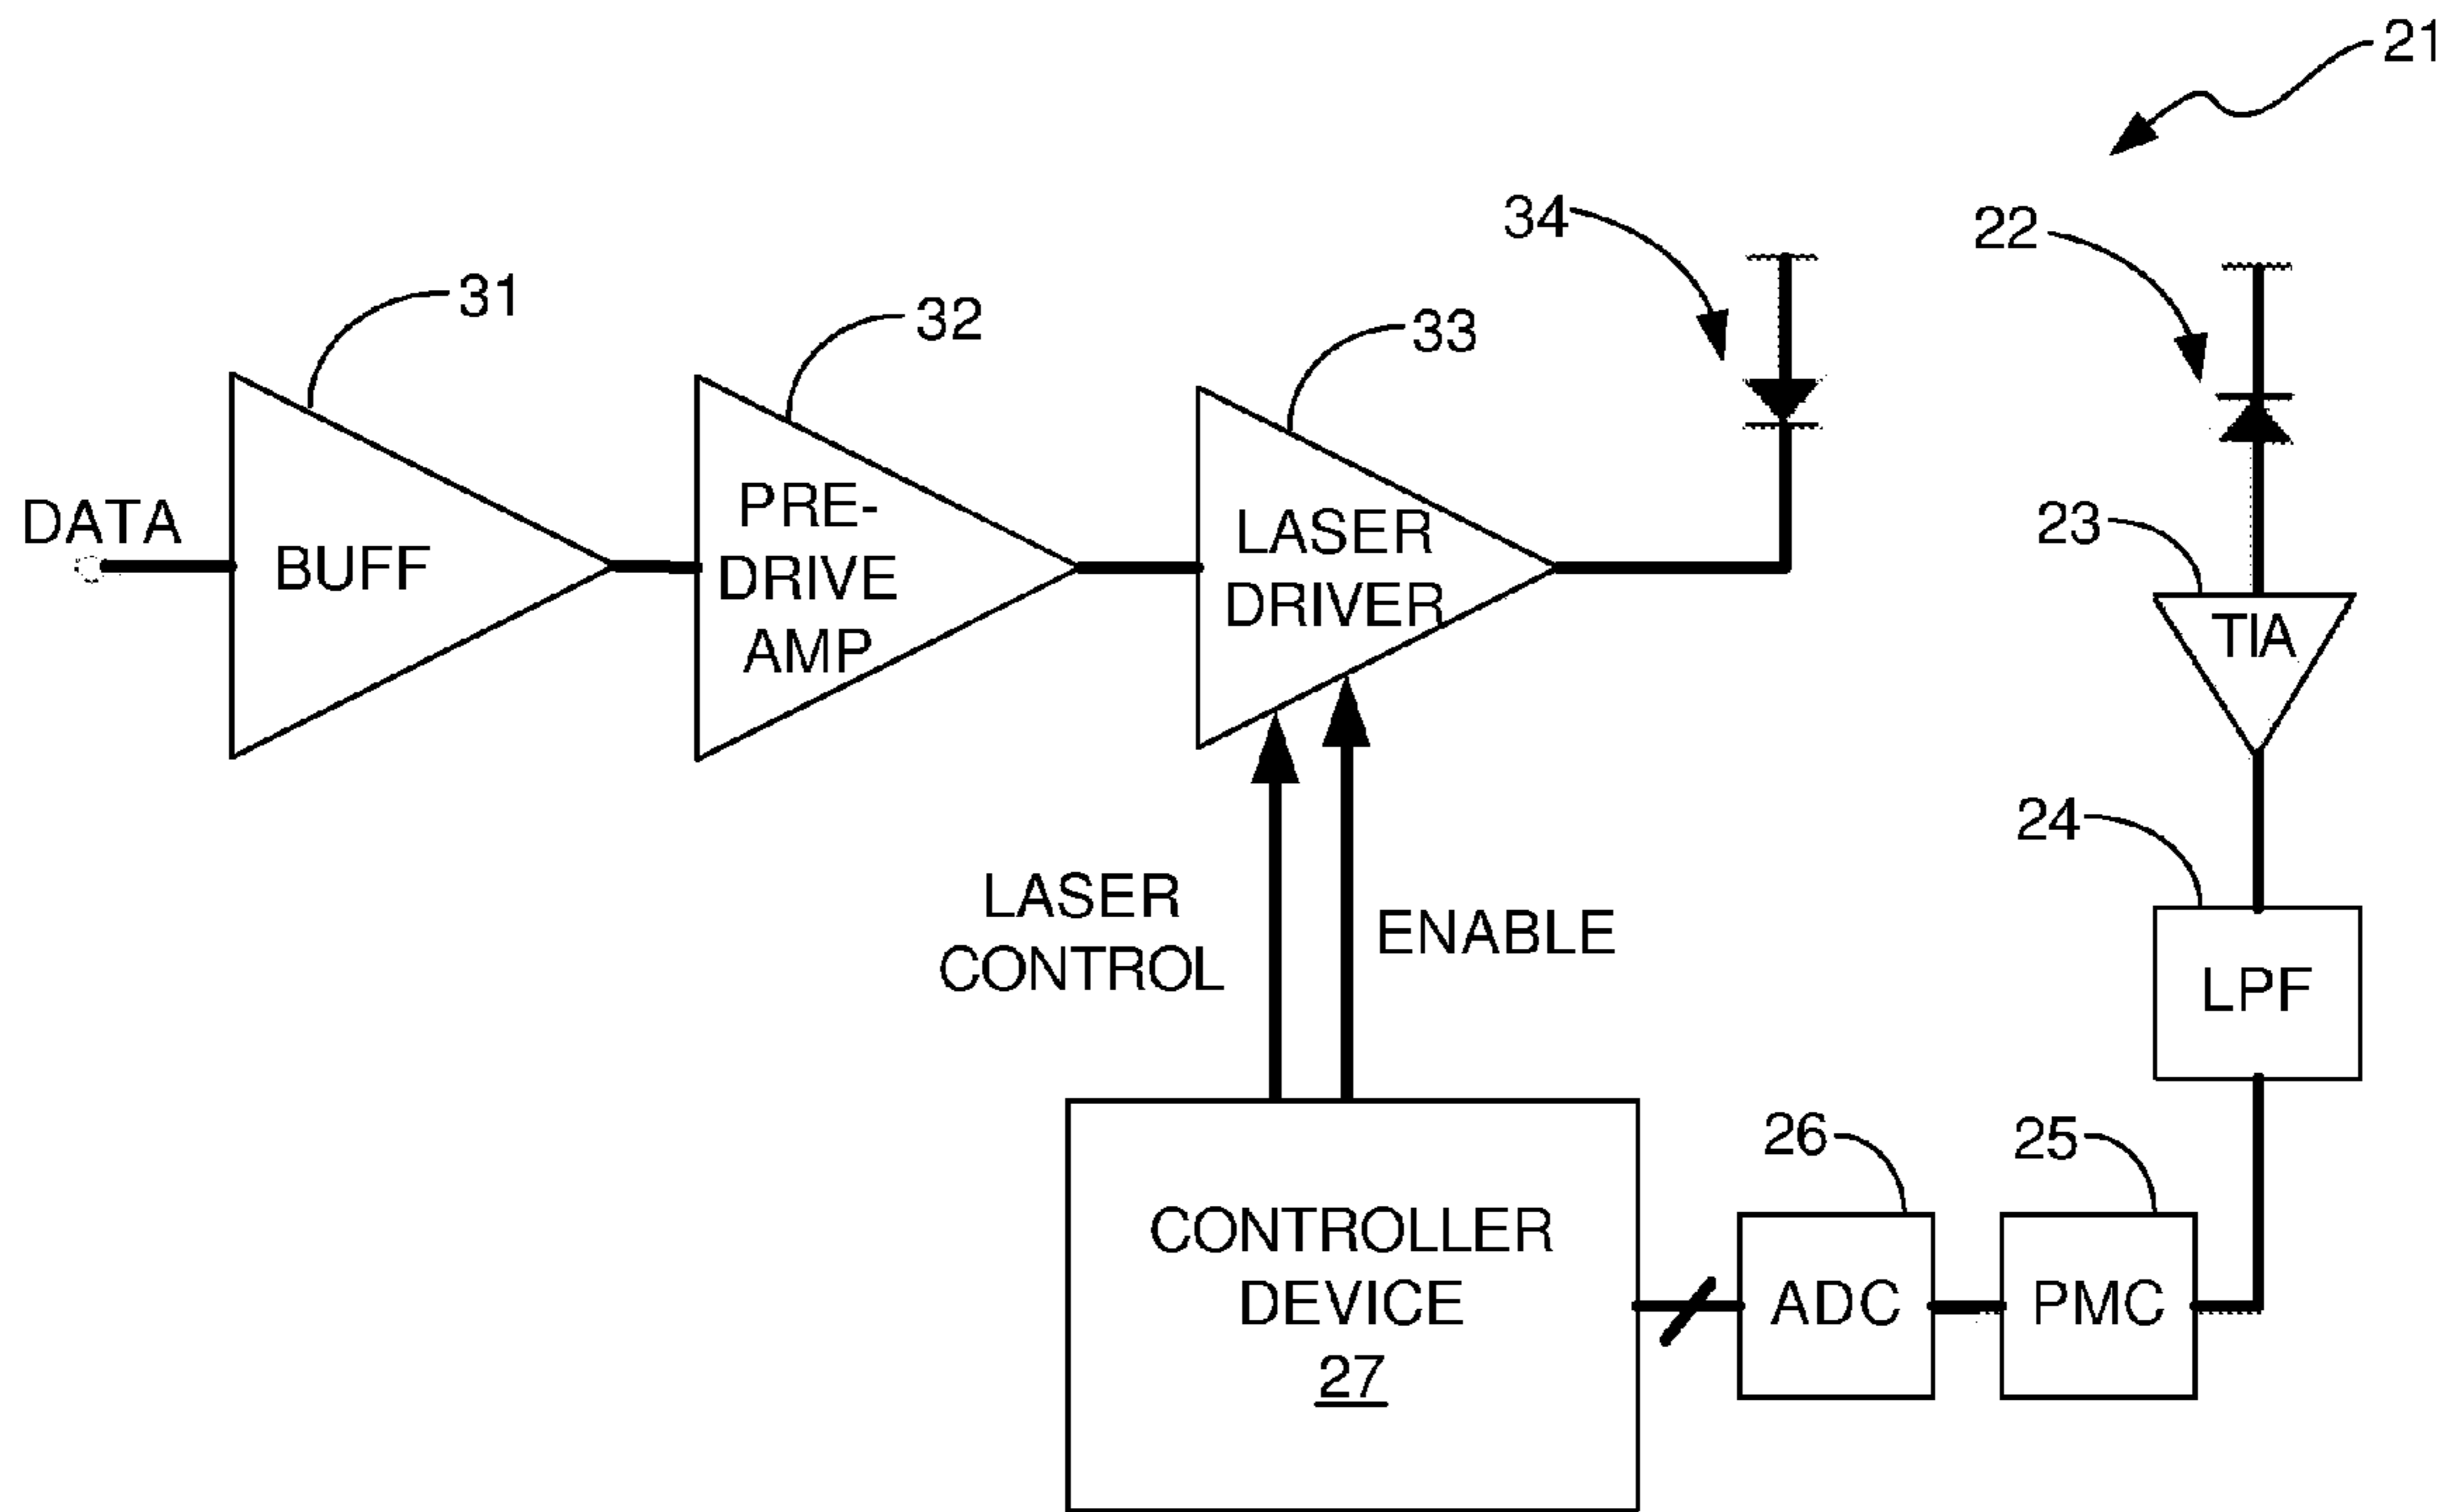 21
34
22
31
32
33
DATA
BUFF
PRE-
DRIVE
AMP
LASER
DRIVER
23
TIA
24
LPF
LASER
CONTROL
ENABLE
26
25
CONTROLLER
DEVICE
27
ADC
PMC